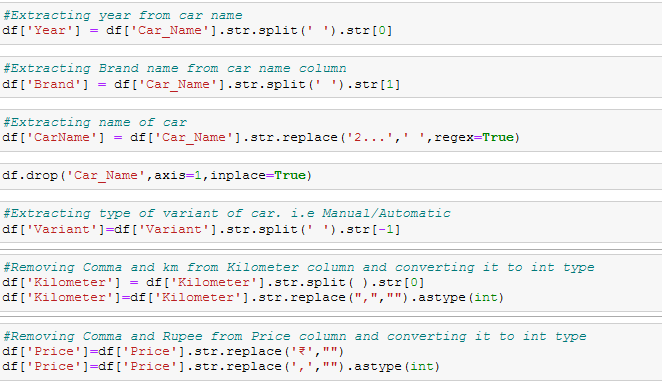 #Extracting year from car name
df['Year'] = df['Car_Name'].str.split(' ').str[0]
#Extracting Brand name from car name column
df['Brand'] = df['Car_Name'].str.split(' ').str[1]
#Extracting name of car
df['CarName'] = df['Car_Name'].str.replace('2...',' ',regex=True)
df.drop('Car_Name',axis=1,inplace=True)
#Extracting type of variant of car. i.e Manual/Automatic
df['Variant']=df['Variant'].str.split(' ').str[-1]
#Removing Comma and km from Kilometer column and converting it to int type
df['Kilometer'] = df['Kilometer'].str.split( ).str[0]
df['Kilometer']=df['Kilometer'].str.replace(",","").astype(int)
#Removing Comma and Rupee from Price column and converting it to int type
df['Price']=df['Price'].str.replace('₹',"")
df['Price']=df['Price'].str.replace(',',"").astype(int)